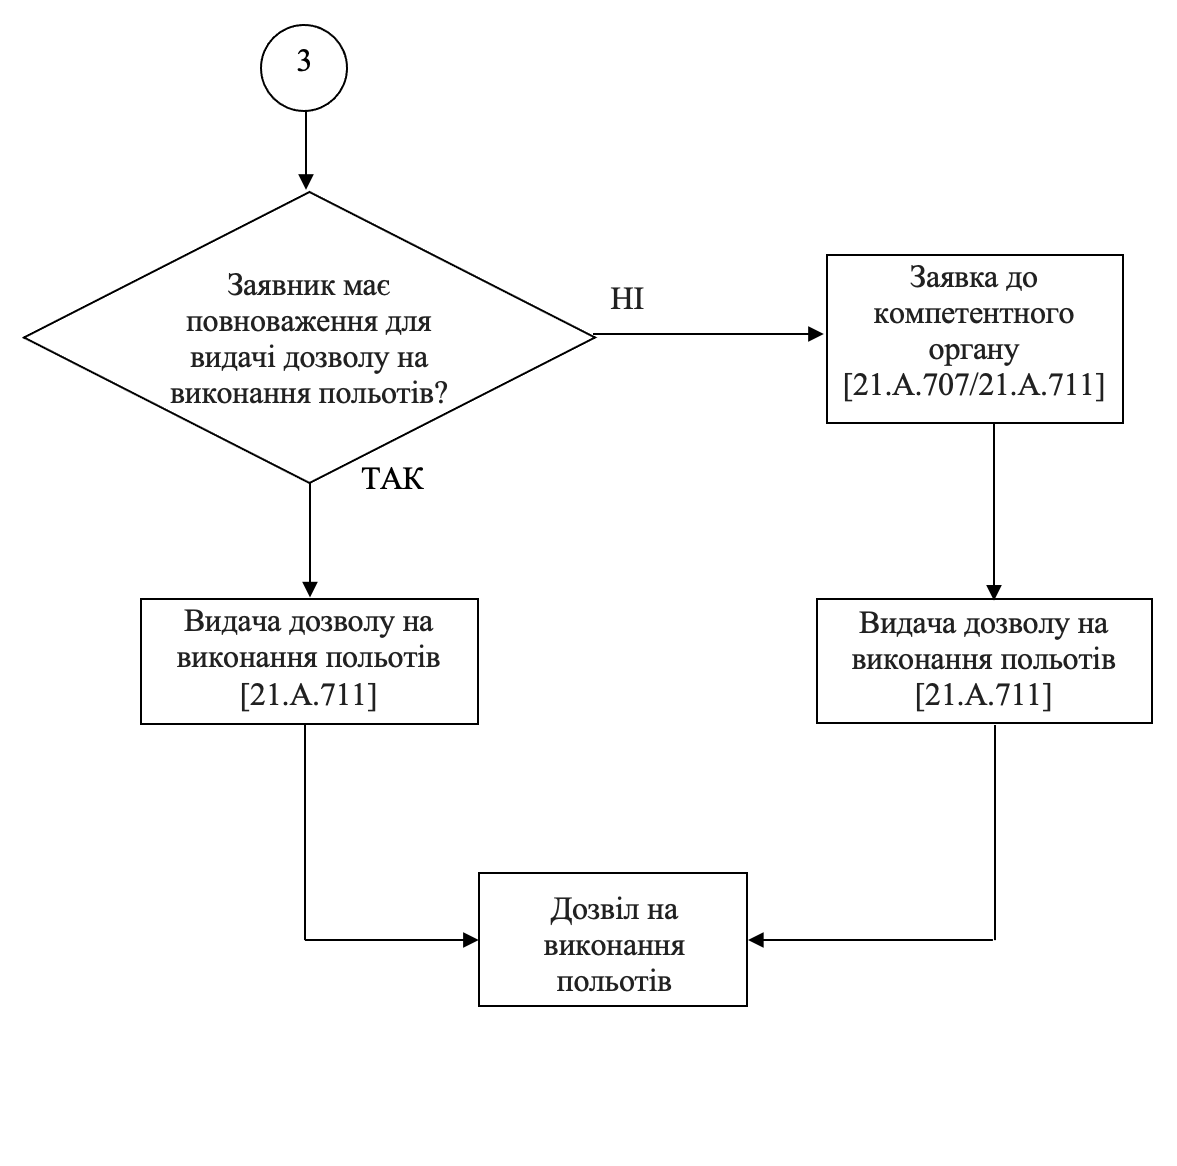 3
Заявник має
повноваження для
видачі дозволу на
виконання польотів?
НІ
Заявка до
компетентного
органу
[21.А.707/21.А.711]
ТАК
Видача дозволу на
виконання польотів
[21.А.711]
Видача дозволу на
виконання польотів
[21.А.711]
Дозвіл на
виконання
польотів